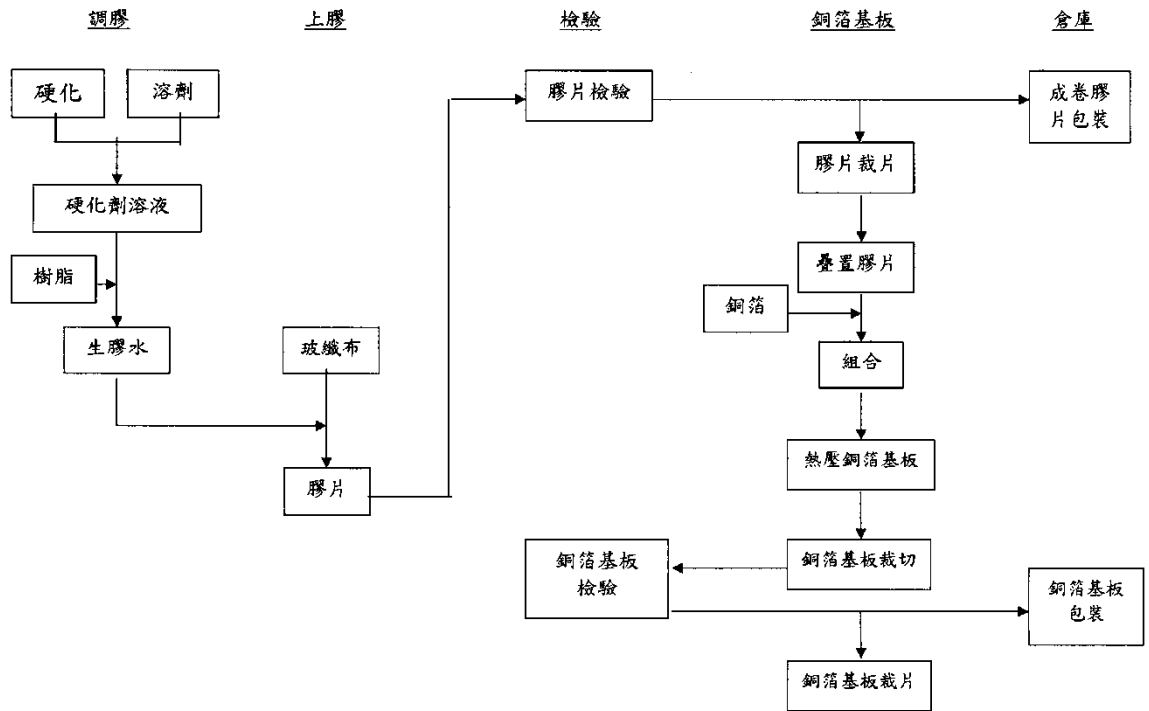 調膠
上膠
檢驗
銅箔基板
倉庫
硬化
溶劑
膠片檢驗
成卷膠
片包裝
膠片裁片
硬化劑溶液
疊置膠片
樹脂
銅箔
生膠水
玻纖布
組合
熱壓銅箔基板
膠片
銅箔基板
檢驗
銅箔基板裁切
銅箔基板
包裝
銅箔基板裁片